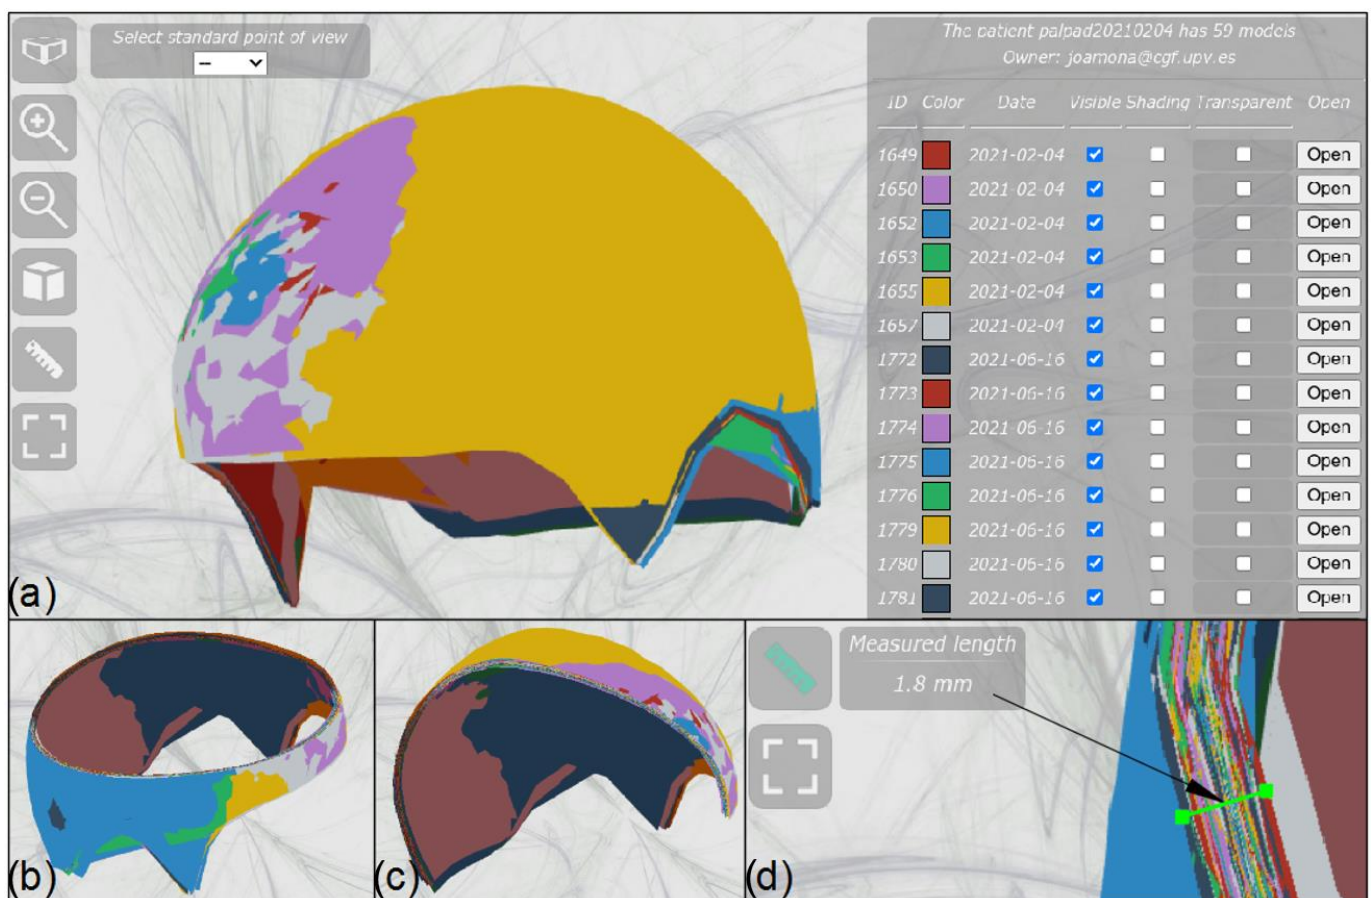 Select standard point of view
--
The patient palpad20210204 has 59 models
Owner: joamona@cgf.upv.es
ID Color Date Visible Shading Transparent Open
1649 2021-02-04 Open
1650 2021-02-04 Open
1652 2021-02-04 Open
1653 2021-02-04 Open
1655 2021-02-04 Open
1657 2021-02-04 Open
1772 2021-06-16 Open
1773 2021-06-16 Open
1774 2021-06-16 Open
1775 2021-06-16 Open
1776 2021-06-16 Open
1779 2021-06-16 Open
1780 2021-06-16 Open
1781 2021-06-16 Open
(a)
(b)
(c)
Measured length
1.8 mm
(d)